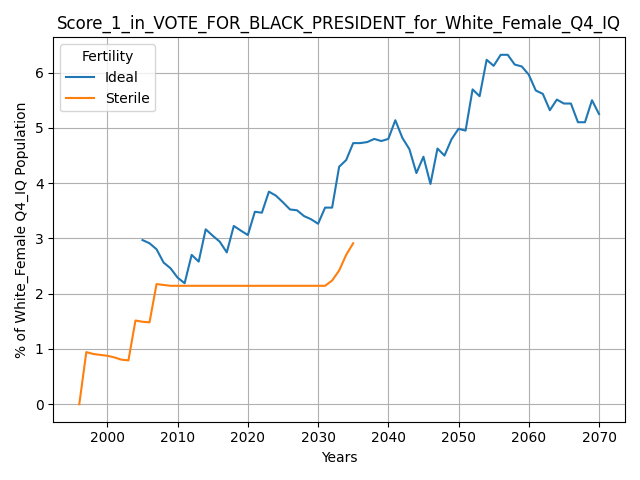 Score_1_in_VOTE_FOR_BLACK_PRESIDENT_for_White_Female_Q4_IQ
Fertility
Ideal
Sterile
% of White_Female Q4_IQ Population
6
5
4
3
2
1
0
2000 2010 2020 2030 2040 2050 2060 2070
Years